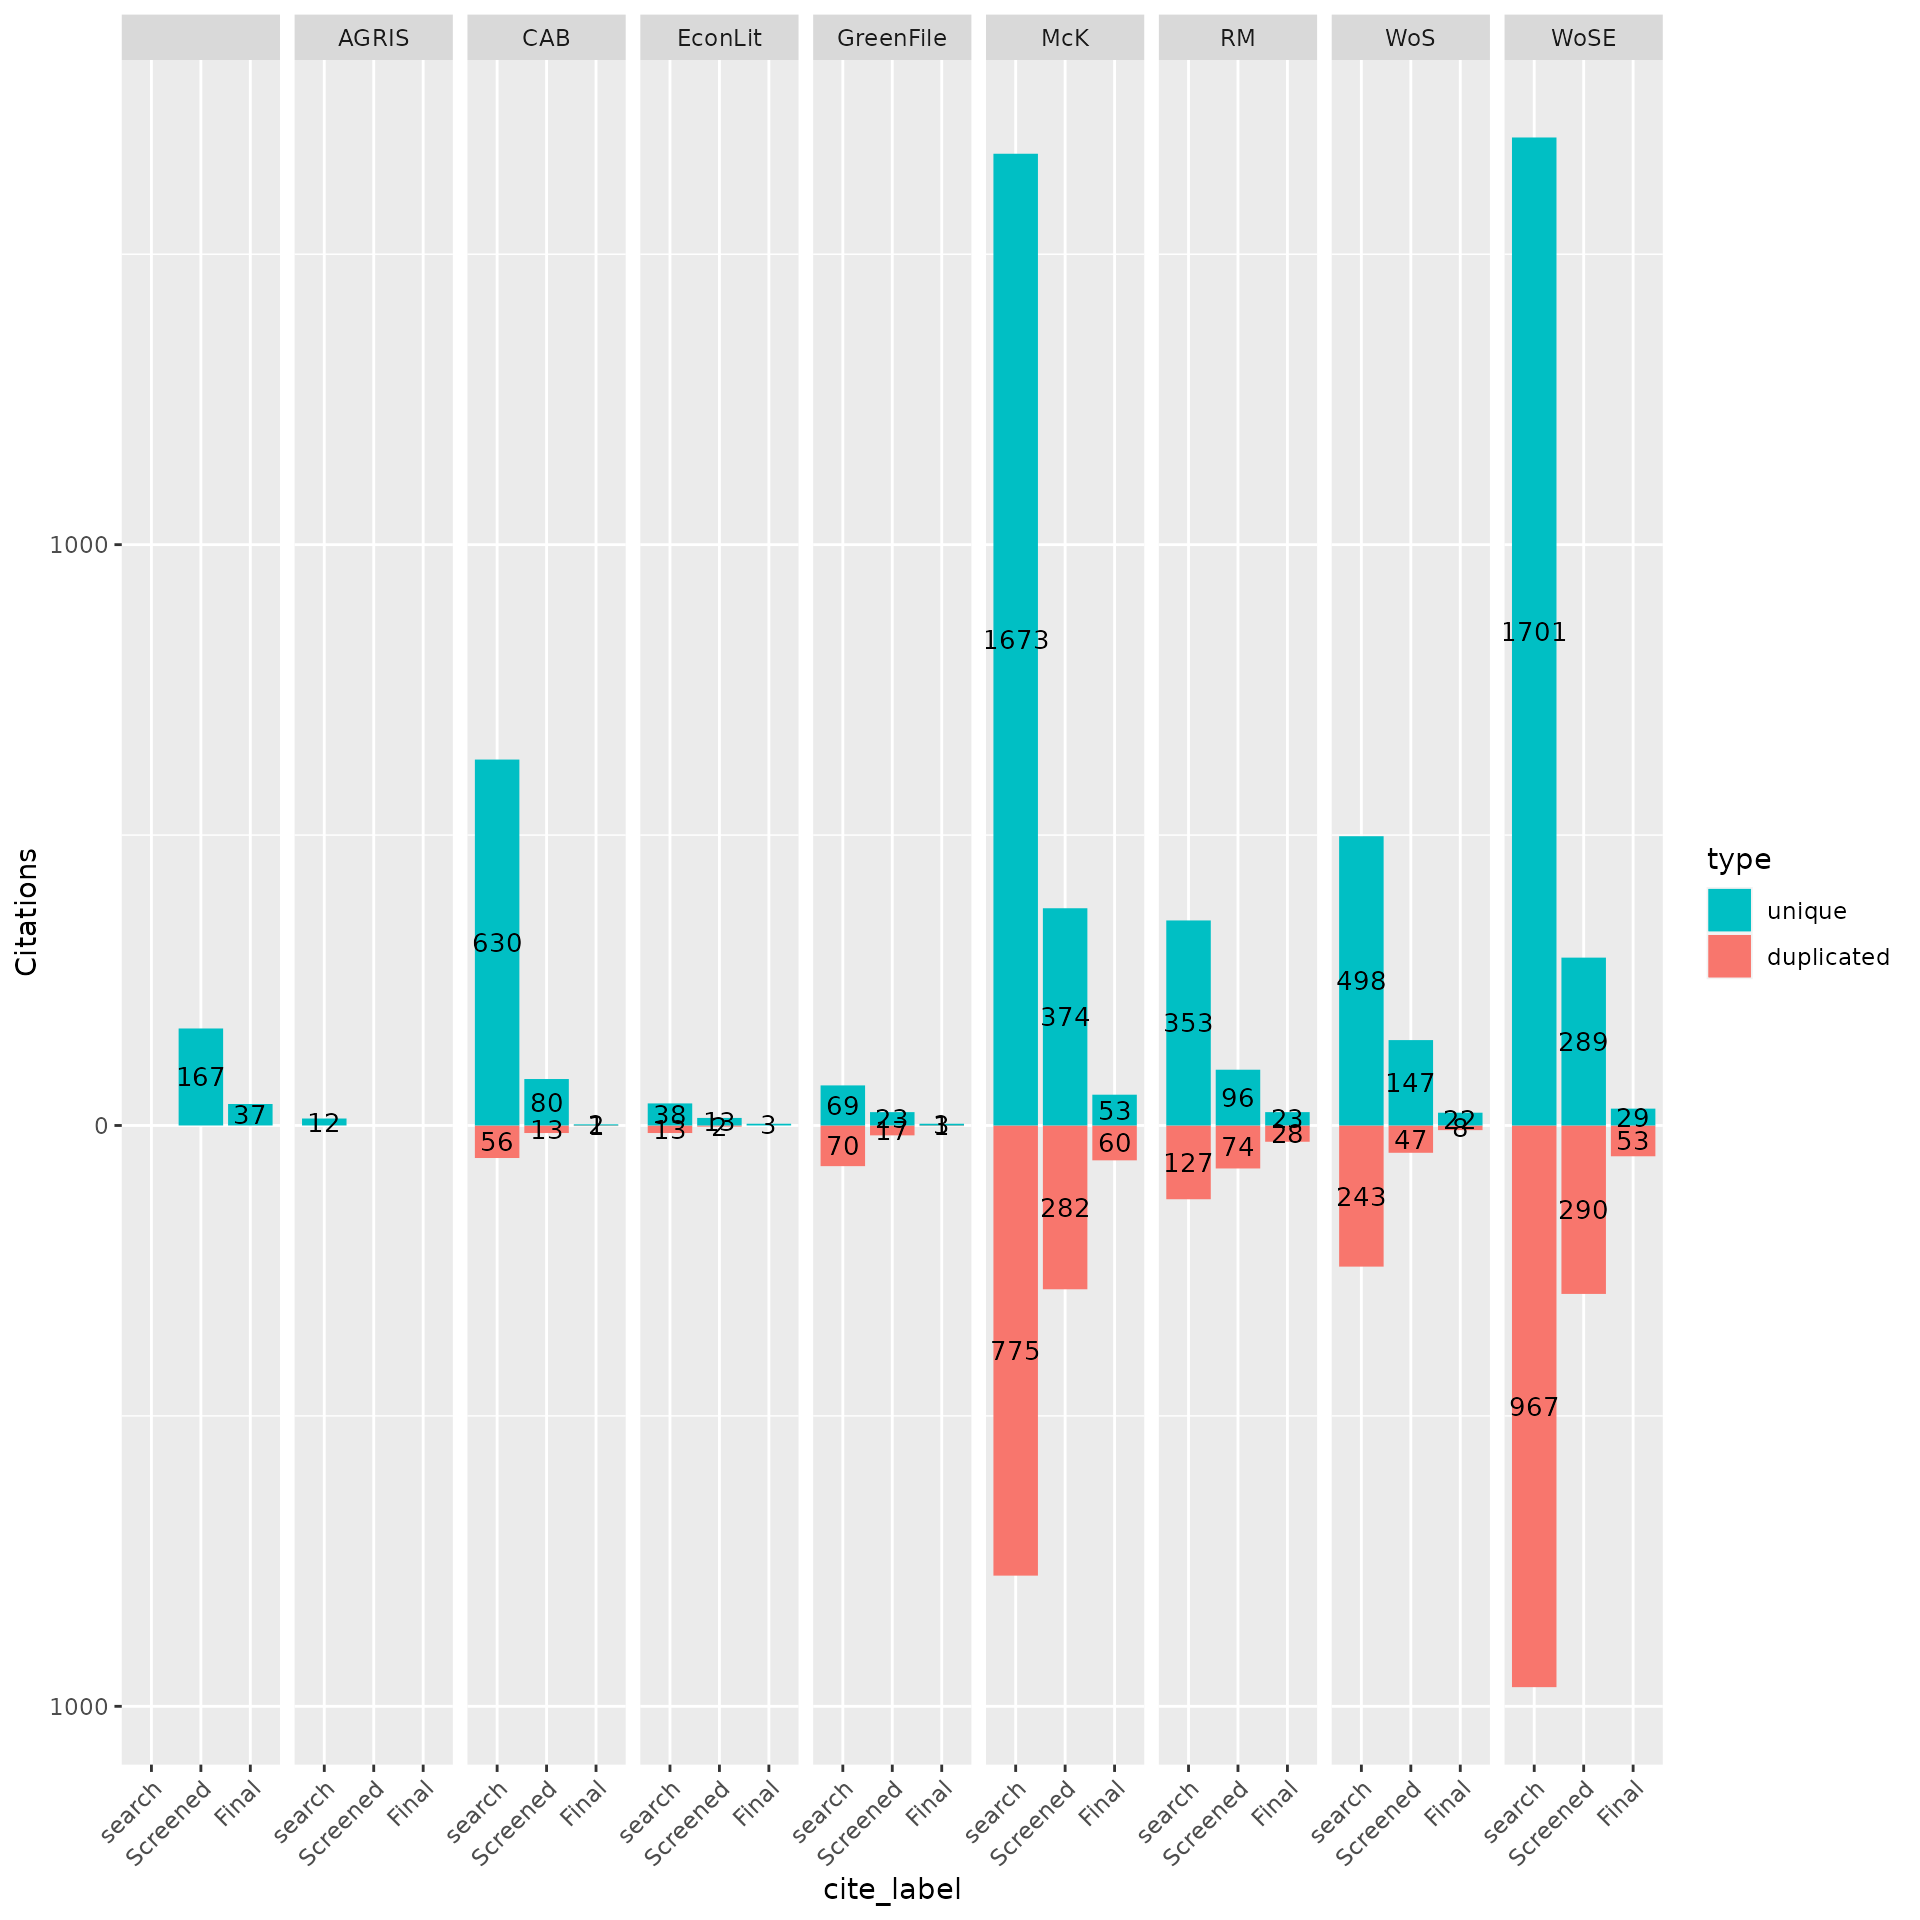 AGRIS CAB EconLit GreenFile McK RM WoS WoSE
1000
0
1000
Citations
167 37
12
630 80
56 13
38 13 3
13 2
69 23
70 17
1673 374 53
775 282 60
353 96 23
127 74 28
498 147 22
243 47 8
1701 289 29
967 290 53
search Screened Final search Screened Final search Screened Final search Screened Final search Screened Final search Screened Final search Screened Final search Screened Final search Screened Final
cite_label
type
unique
duplicated